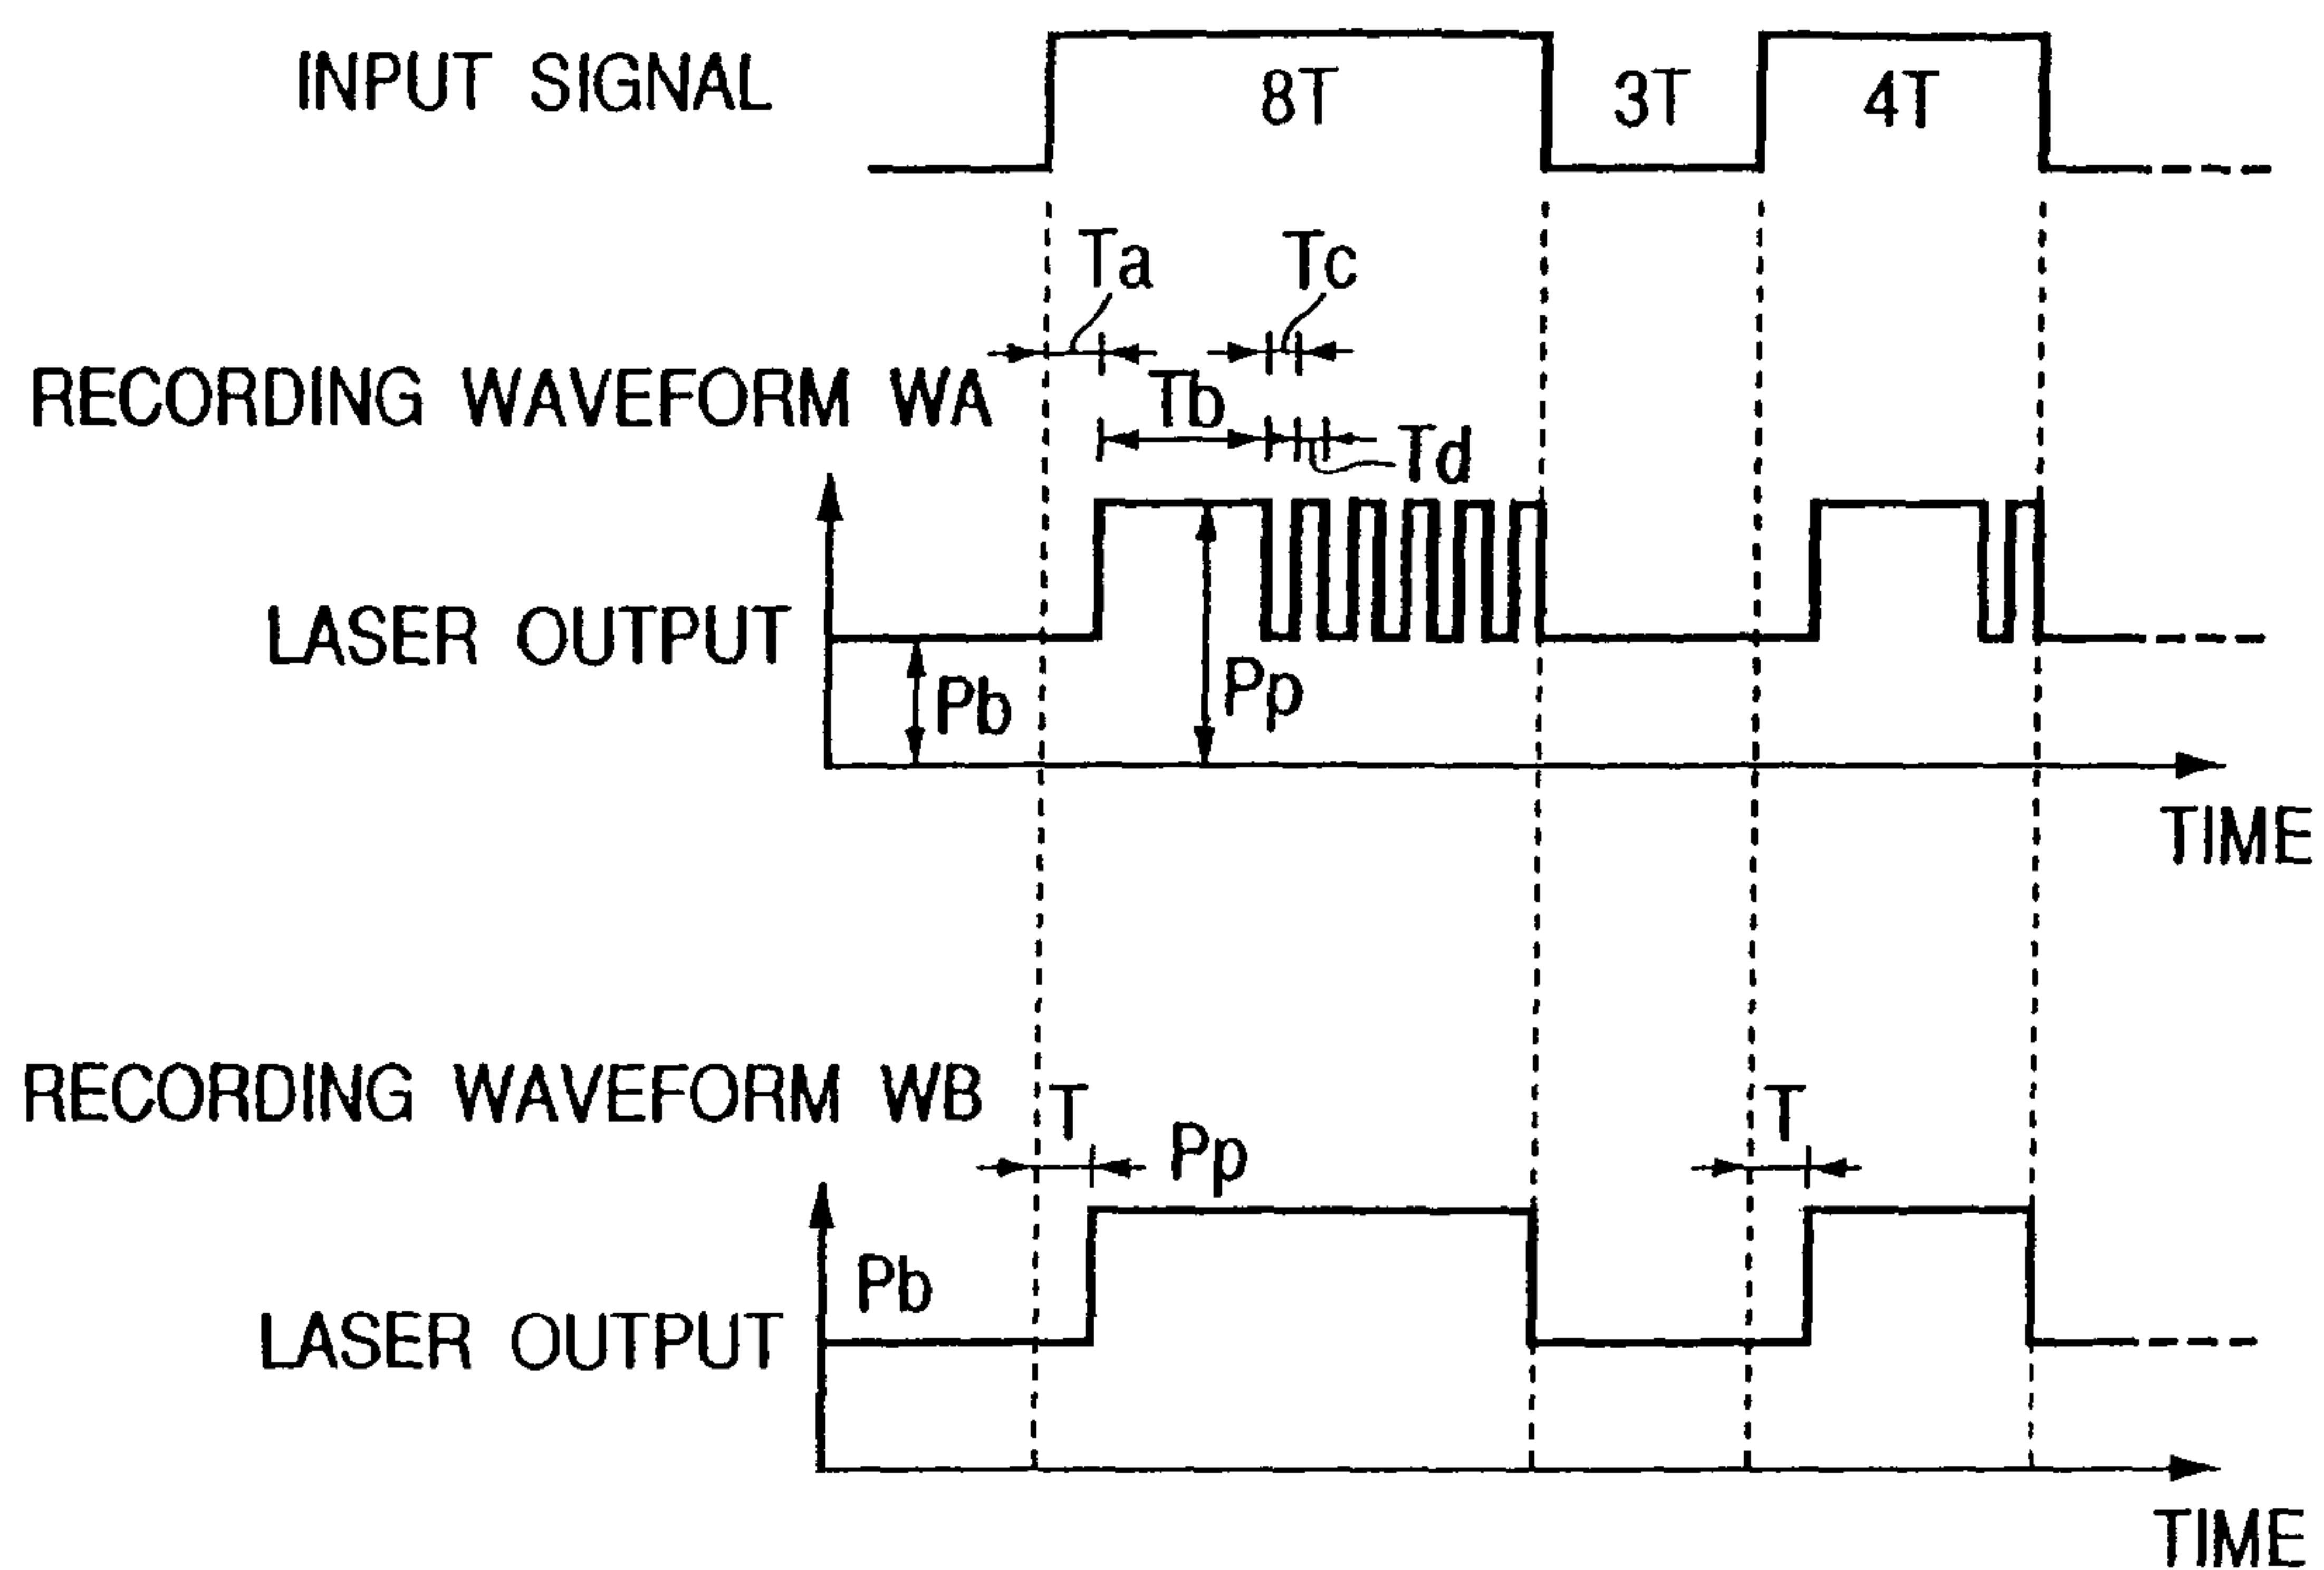 INPUT SIGNAL
8T
3T
4T
Ta
Tc
RECORDING WAVEFORM WA
Tb
Td
LASER OUTPUT
Pb
Pp
TIME
RECORDING WAVEFORM WB
T
Pp
T
Pb
LASER OUTPUT
TIME